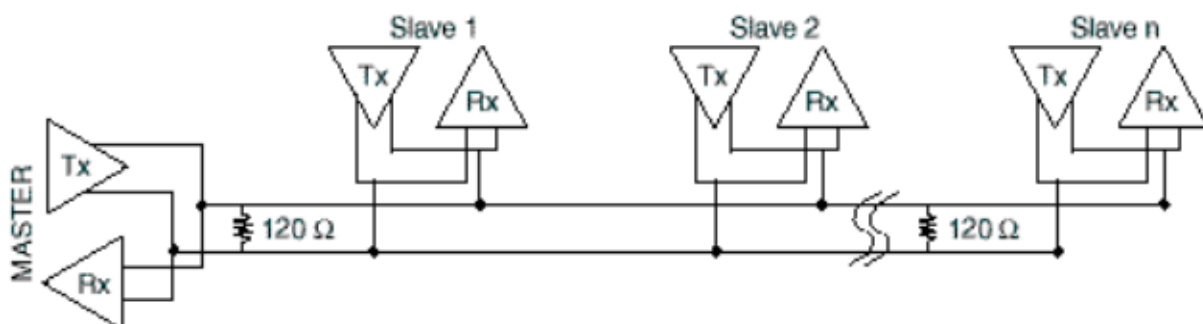 Slave 1
Slave 2
Slave n
Tx
Rx
Tx
Rx
Tx
Rx
MASTER
Tx
Rx
120 Ω
120 Ω